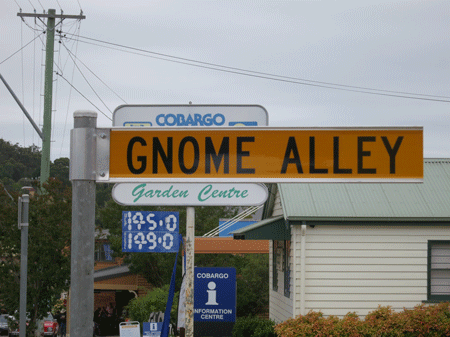 COBARGO
GNOME ALLEY
Garden Centre
145.0
149.0
COBARGO
i
INFORMATION
CENTRE